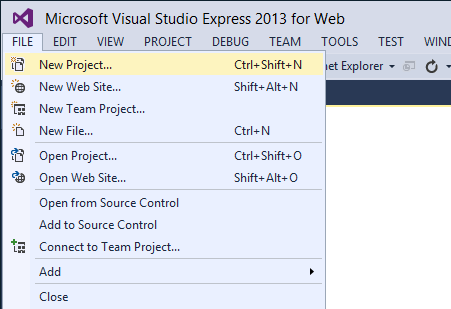 Microsoft Visual Studio Express 2013 for Web
FILE EDIT VIEW PROJECT DEBUG TEAM TOOLS TEST
New Project... Ctrl+Shift+N
net Explorer
New Web Site... Shift+Alt+N
New Team Project...
New File... Ctrl+N
Open Project... Ctrl+Shift+O
Open Web Site... Shift+Alt+O
Open from Source Control
Add to Source Control
Connect to Team Project...
Add
Close